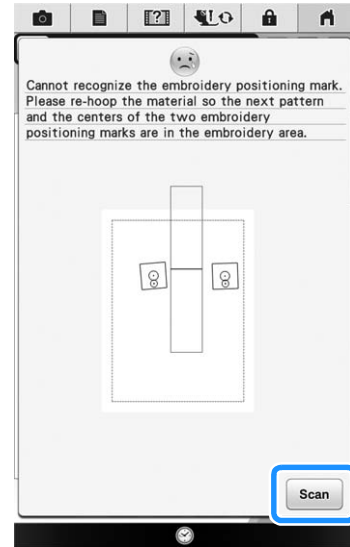 [?]
Cannot recognize the embroidery positioning mark.
Please re-hoop the material so the next pattern
and the centers of the two embroidery
positioning marks are in the embroidery area.
Scan